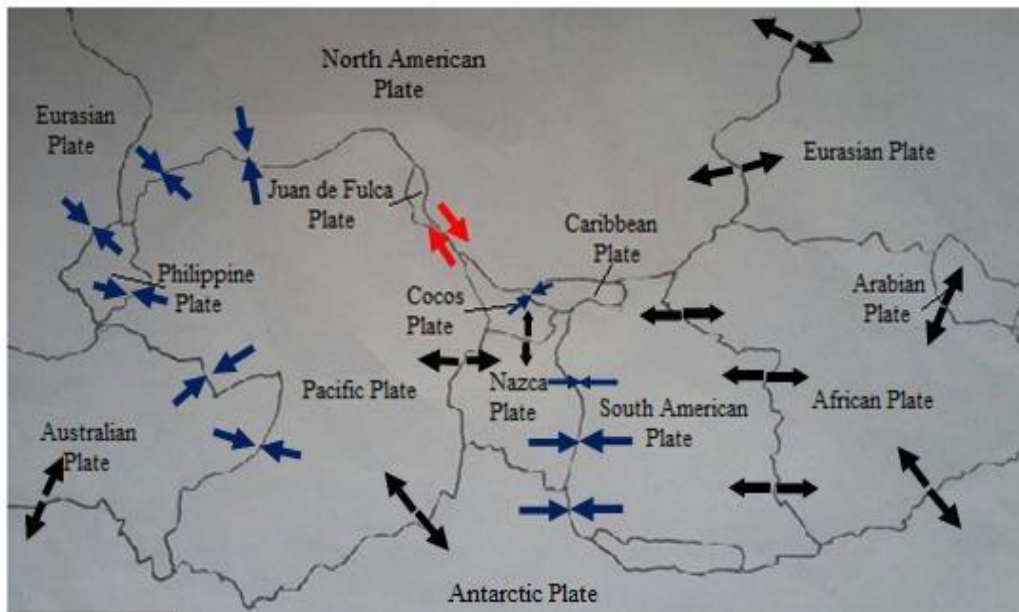 North American
Plate
Eurasian
Plate
Eurasian Plate
Juan de Fulca
Plate
Caribbean
Plate
Philippine
Plate
Cocos
Plate
Arabian
Plate
Pacific Plate
Nazca
Plate
South American
Plate
African Plate
Australian
Plate
Antarctic Plate